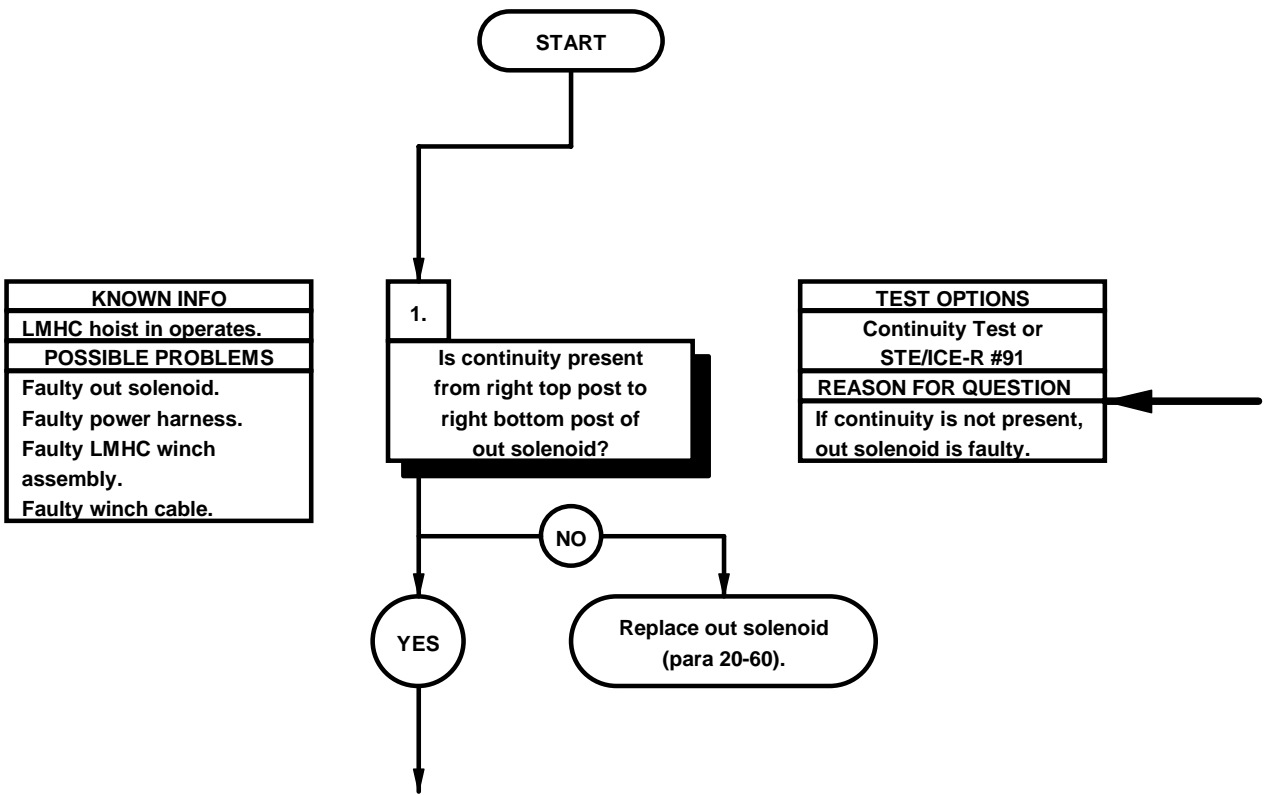 START
KNOWN INFO
LMHC hoist in operates.
POSSIBLE PROBLEMS
Faulty out solenoid.
Faulty power harness.
Faulty LMHC winch
assembly.
Faulty winch cable.
1.
Is continuity present
from right top post to
right bottom post of
out solenoid?
TEST OPTIONS
Continuity Test or
STE/ICE-R #91
REASON FOR QUESTION
If continuity is not present,
out solenoid is faulty.
NO
YES
Replace out solenoid
(para 20-60).